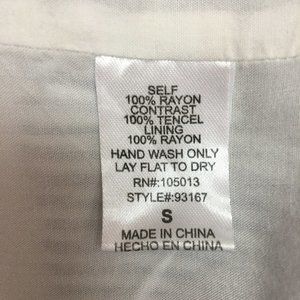 SELF
100% RAYON
CONTRAST
100% TENCEL
LINING
100% RAYON
HAND WASH ONLY
LAY FLAT TO DRY
RN#:105013
STYLE#:93167
S
MADE IN CHINA
HECHO EN CHINA